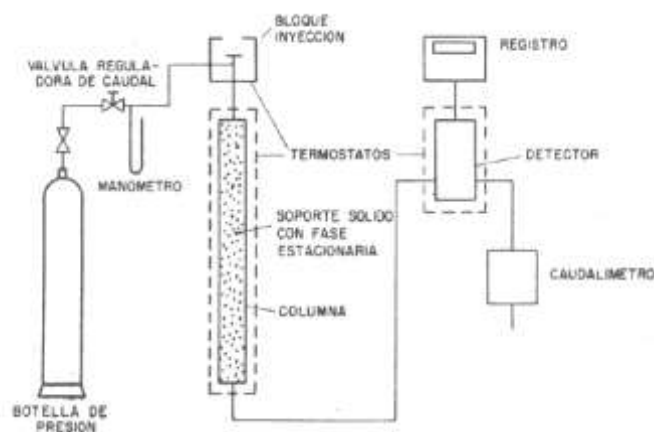 BLOQUE
INYECCIÓN
REGISTRO
VALVULA REGULA-
DORA DE CAUDAL
TERMOSTATOS
DETECTOR
MANOMETRO
SOPORTE SOLIDO
CON FASE
ESTACIONARIA
CAUDALIMETRO
COLUMNA
BOTELLA DE
PRESION